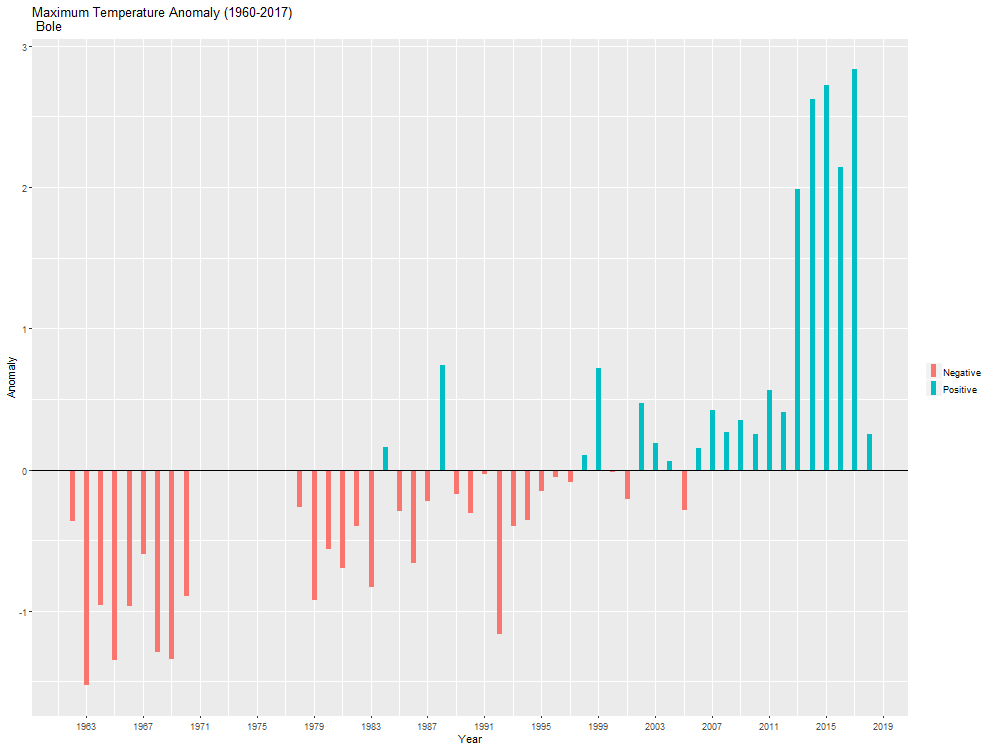 Maximum Temperature Anomaly (1960-2017)
Bole
3
2
1
0
-1
Anomaly
1963 1967 1971 1975 1979 1983 1987 1991 1995 1999 2003 2007 2011 2015 2019
Year
Negative
Positive